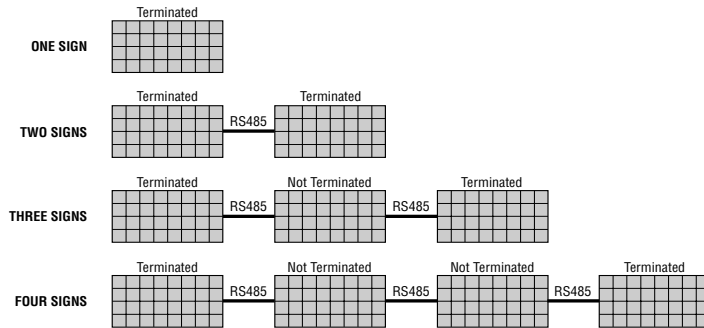 Terminated
ONE SIGN
Terminated Terminated
RS485
TWO SIGNS
Terminated Not Terminated Terminated
RS485 RS485
THREE SIGNS
Terminated Not Terminated Not Terminated Terminated
RS485 RS485 RS485
FOUR SIGNS